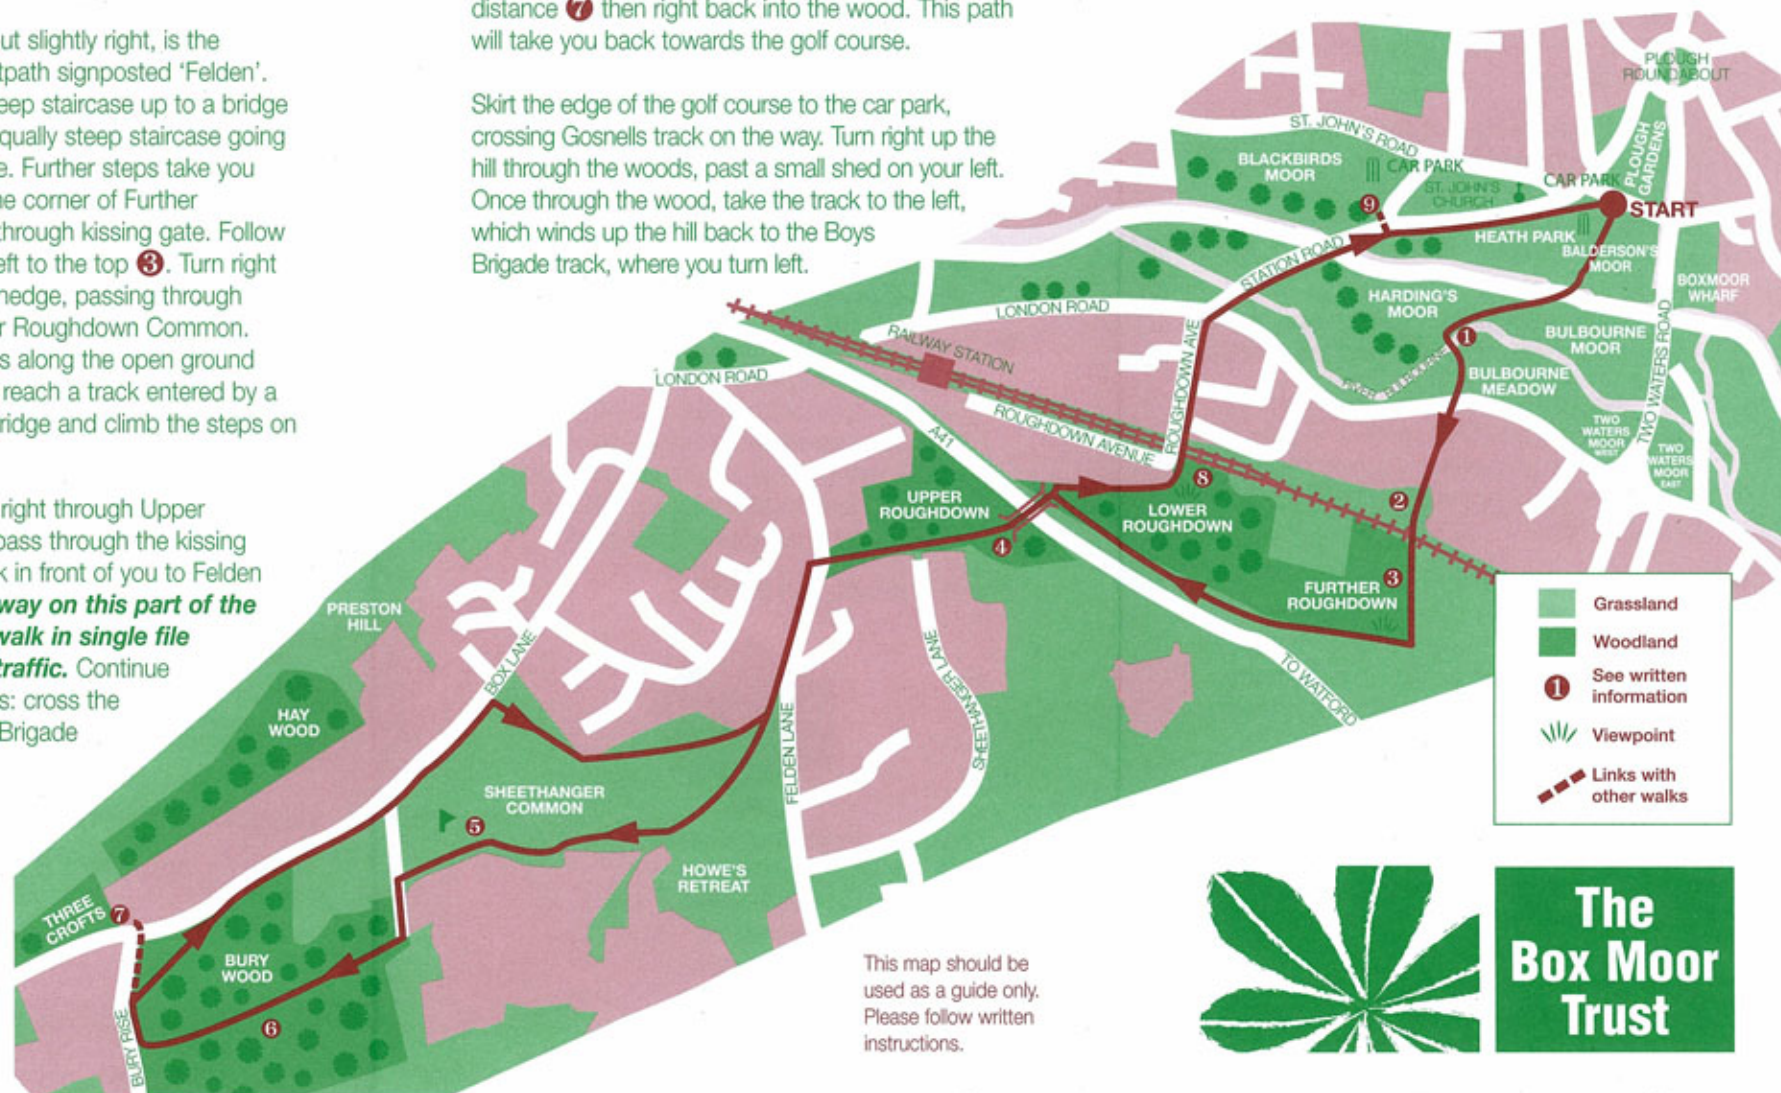 ut slightly right, is the
tpath signposted ‘Felden’.
eep staircase up to a bridge
qually steep staircase going
e. Further steps take you
ne corner of Further
through kissing gate. Follow
eft to the top 3. Turn right
hedge, passing through
r Roughdown Common.
s along the open ground
reach a track entered by a
ridge and climb the steps on
right through Upper
pass through the kissing
k in front of you to Felden
way on this part of the
walk in single file
traffic. Continue
s: cross the
Brigade
distance 7 then right back into the wood. This path
will take you back towards the golf course.
Skirt the edge of the golf course to the car park,
crossing Gosnells track on the way. Turn right up the
hill through the woods, past a small shed on your left.
Once through the wood, take the track to the left,
which winds up the hill back to the Boys
Brigade track, where you turn left.
PLOUGH
ROUNDABOUT
ST. JOHN'S ROAD
PLOUGH
GARDENS
BLACKBIRDS
MOOR
CAR PARK
CAR PARK
ST. JOHN'S
CHURCH
9
START
HEATH PARK
BALDERSON'S
MOOR
STATION ROAD
BOXMOOR
WHARF
HARDING'S
MOOR
LONDON ROAD
RAILWAY STATION
1
BULBOURNE
MOOR
RIVER BULBOURNE
BULBOURNE
MEADOW
TWO WATERS ROAD
LONDON ROAD
ROUGHDOWN AVE
ROUGHDOWN AVENUE
A41
TWO
WATERS
MOOR
WEST
TWO
WATERS
MOOR
EAST
8
2
UPPER
ROUGHDOWN
LOWER
ROUGHDOWN
4
3
FURTHER
ROUGHDOWN
PRESTON
HILL
BOX LANE
SHEETHANGER LANE
TO WATFORD
HAY
WOOD
FELDEN LANE
SHEETHANGER
COMMON
5
HOWE'S
RETREAT
THREE
CROFTS
7
BURY
WOOD
6
BURY RISE
Grassland
Woodland
1
See written
information
Viewpoint
Links with
other walks
This map should be
used as a guide only.
Please follow written
instructions.
The
Box Moor
Trust